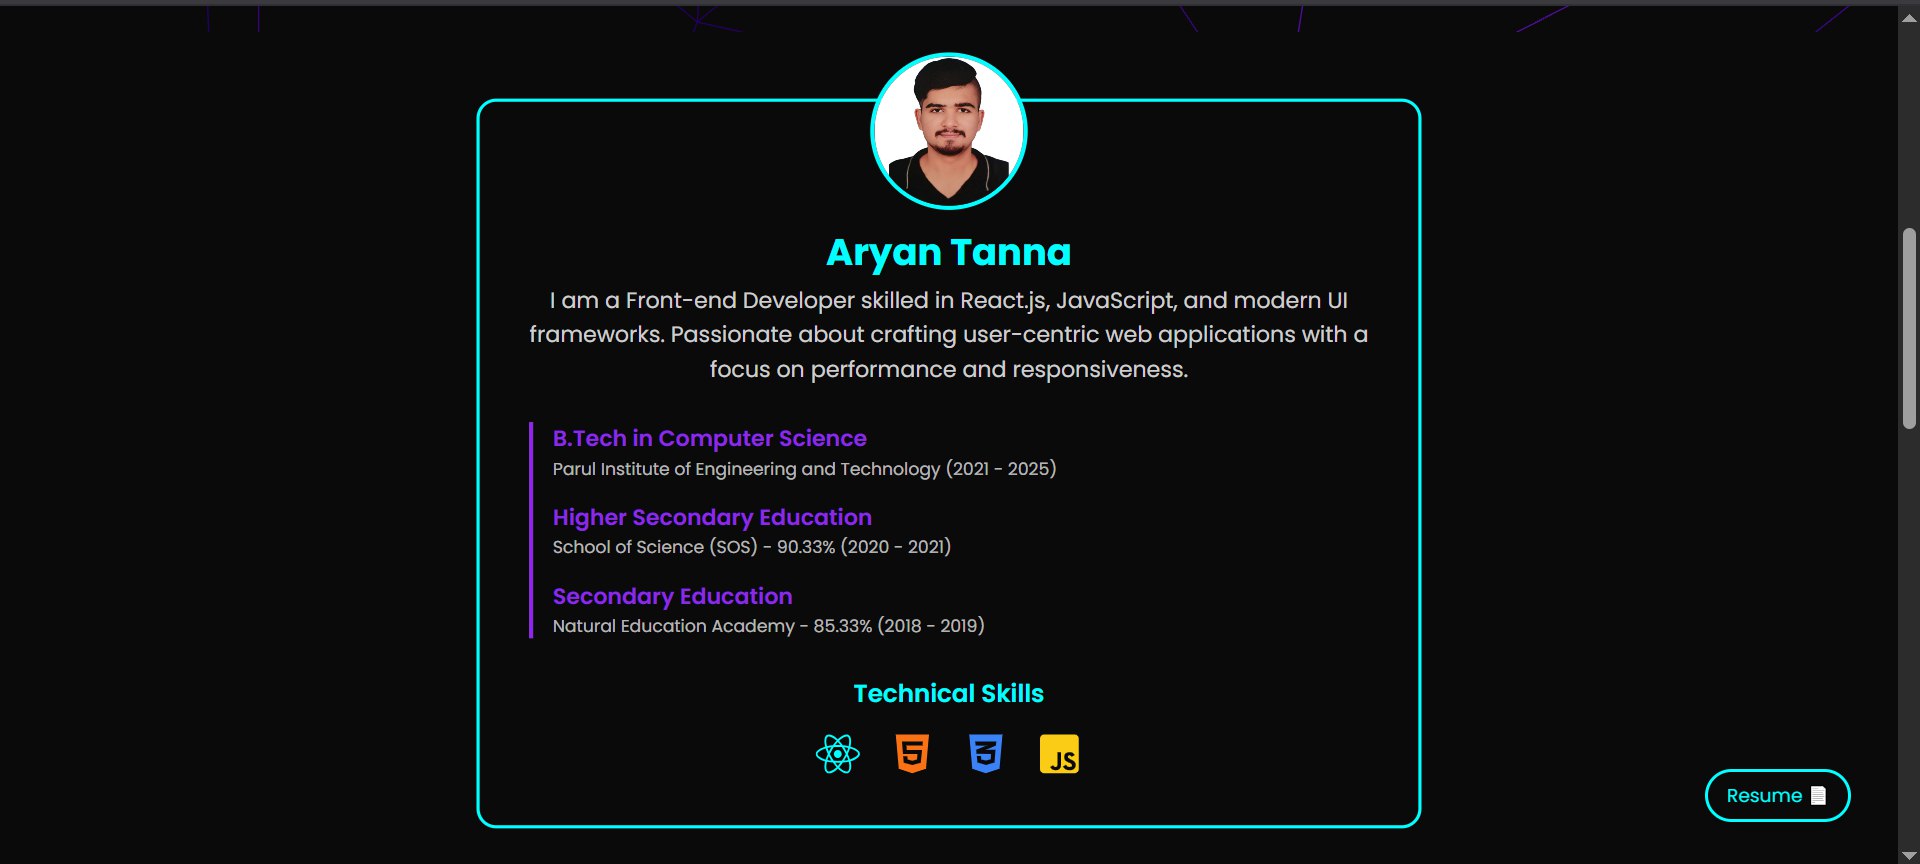 Aryan Tanna
I am a Front-end Developer skilled in React.js, JavaScript, and modern UI
frameworks. Passionate about crafting user-centric web applications with a
focus on performance and responsiveness.
B.Tech in Computer Science
Parul Institute of Engineering and Technology (2021 - 2025)
Higher Secondary Education
School of Science (SOS) - 90.33% (2020 - 2021)
Secondary Education
Natural Education Academy - 85.33% (2018 - 2019)
Technical Skills
5 3 JS
Resume